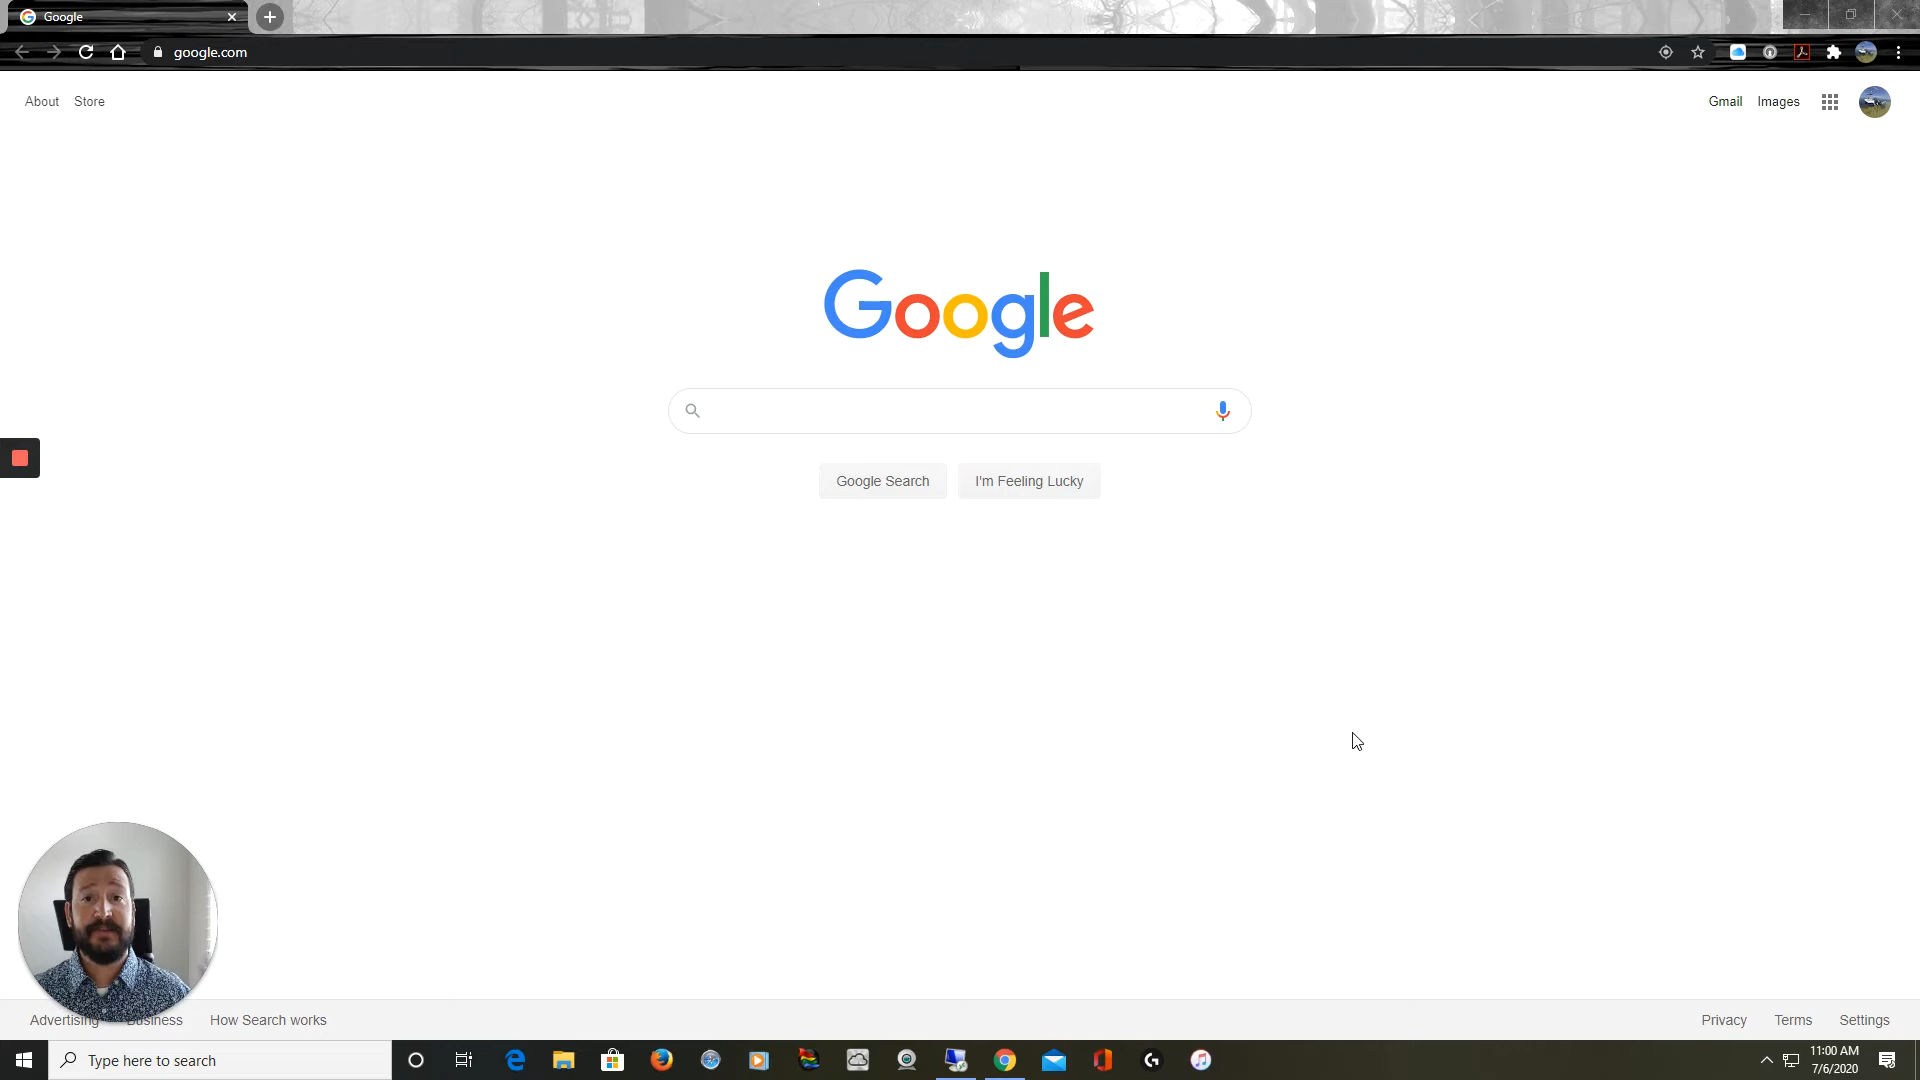 Google
google.com
About Store
Gmail Images
Google
Google Search I'm Feeling Lucky
Advertising Business How Search works
Privacy Terms Settings
Type here to search
11:00 AM
7/6/2020